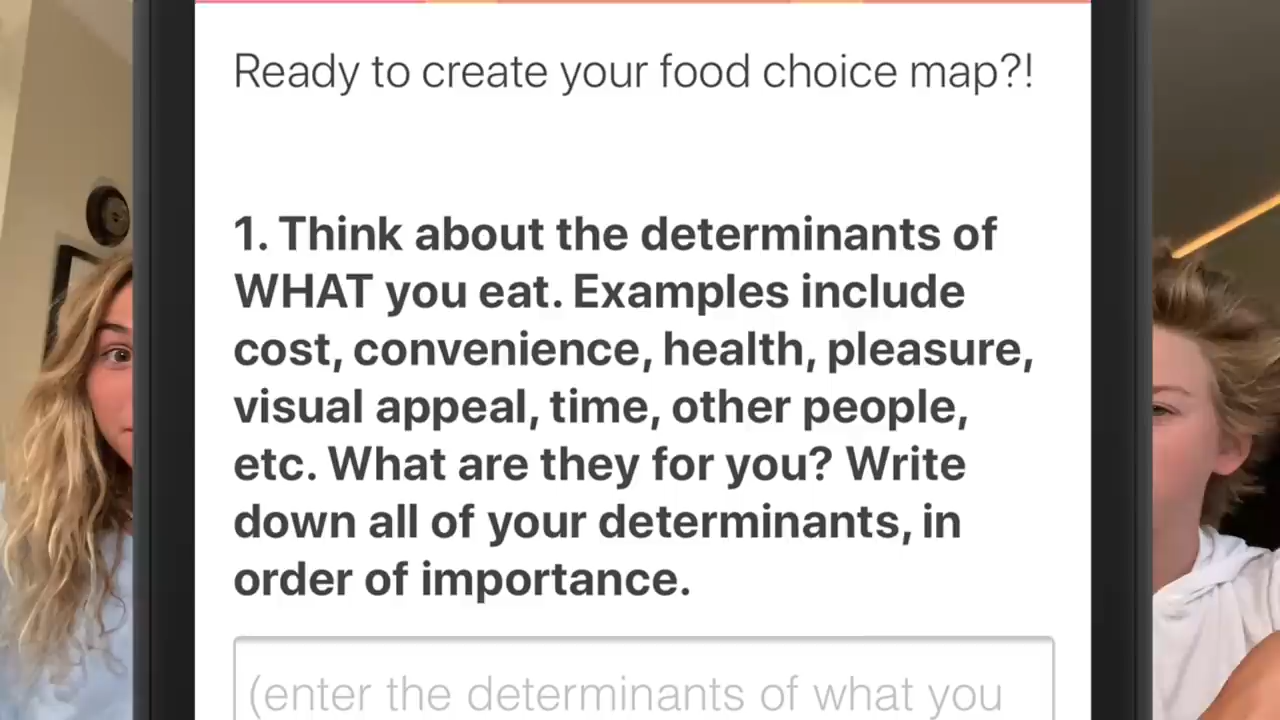 Ready to create your food choice map?!
1. Think about the determinants of
WHAT you eat. Examples include
cost, convenience, health, pleasure,
visual appeal, time, other people,
etc. What are they for you? Write
down all of your determinants, in
order of importance.
(enter the determinants of what you